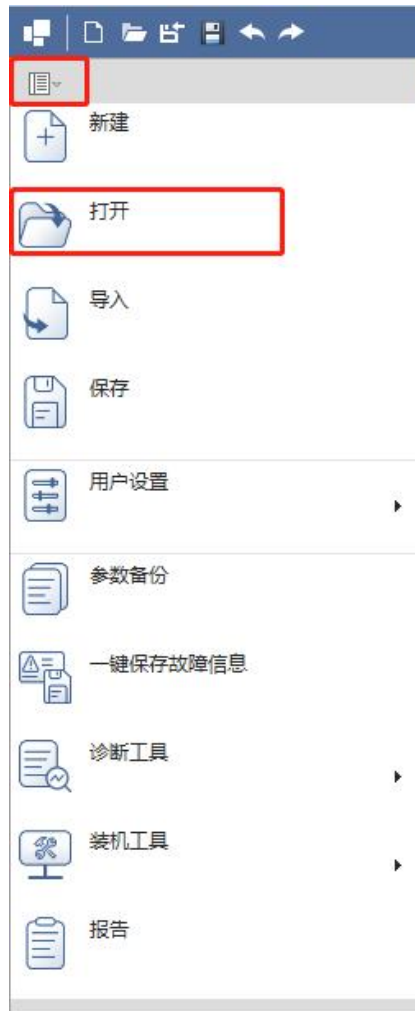 新建
打开
导入
保存
用户设置
参数备份
一键保存故障信息
诊断工具
装机工具
报告